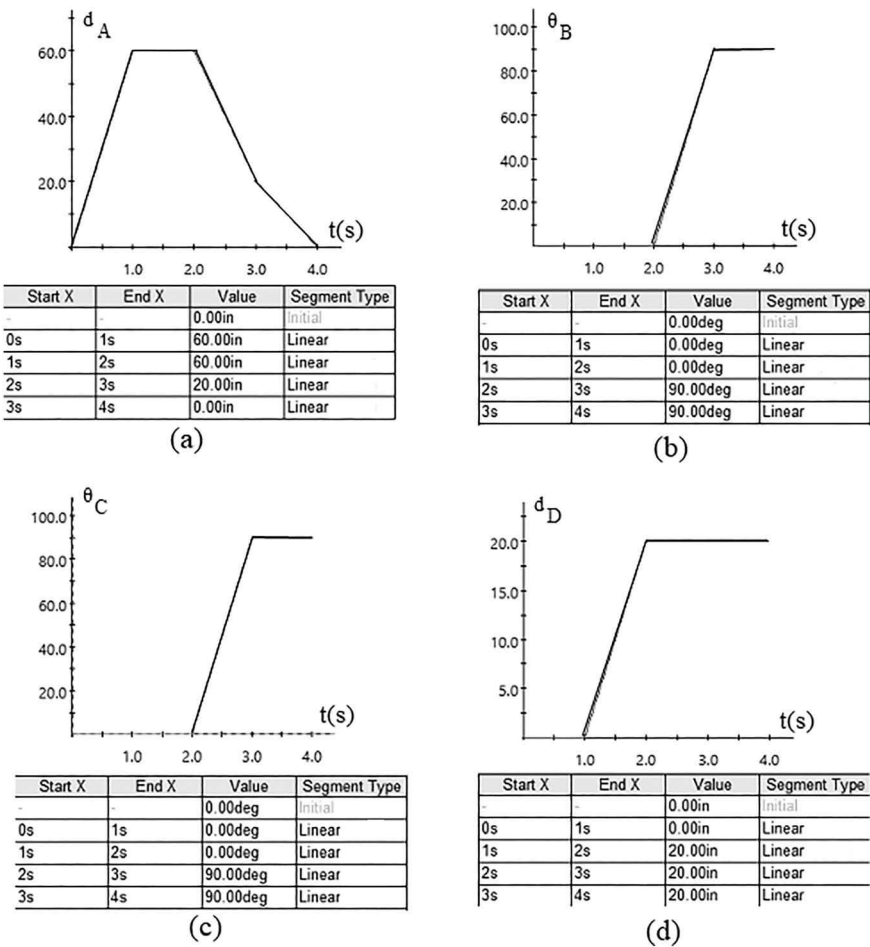 d A
60.0
40.0
20.0
1.0 2.0 3.0 4.0
t(s)
Start X End X Value Segment Type
- - 0.00in Initial
0s 1s 60.00in Linear
1s 2s 60.00in Linear
2s 3s 20.00in Linear
3s 4s 0.00in Linear
(a)
θ B
100.0
80.0
60.0
40.0
20.0
1.0 2.0 3.0 4.0
t(s)
Start X End X Value Segment Type
- - 0.00deg Initial
0s 1s 0.00deg Linear
1s 2s 0.00deg Linear
2s 3s 90.00deg Linear
3s 4s 90.00deg Linear
(b)
θ C
100.0
80.0
60.0
40.0
20.0
t(s)
1.0 2.0 3.0 4.0
Start X End X Value Segment Type
- - 0.00deg Initial
0s 1s 0.00deg Linear
1s 2s 0.00deg Linear
2s 3s 90.00deg Linear
3s 4s 90.00deg Linear
(c)
d D
20.0
15.0
10.0
5.0
t(s)
1.0 2.0 3.0 4.0
Start X End X Value Segment Type
- - 0.00in Initial
0s 1s 0.00in Linear
1s 2s 20.00in Linear
2s 3s 20.00in Linear
3s 4s 20.00in Linear
(d)